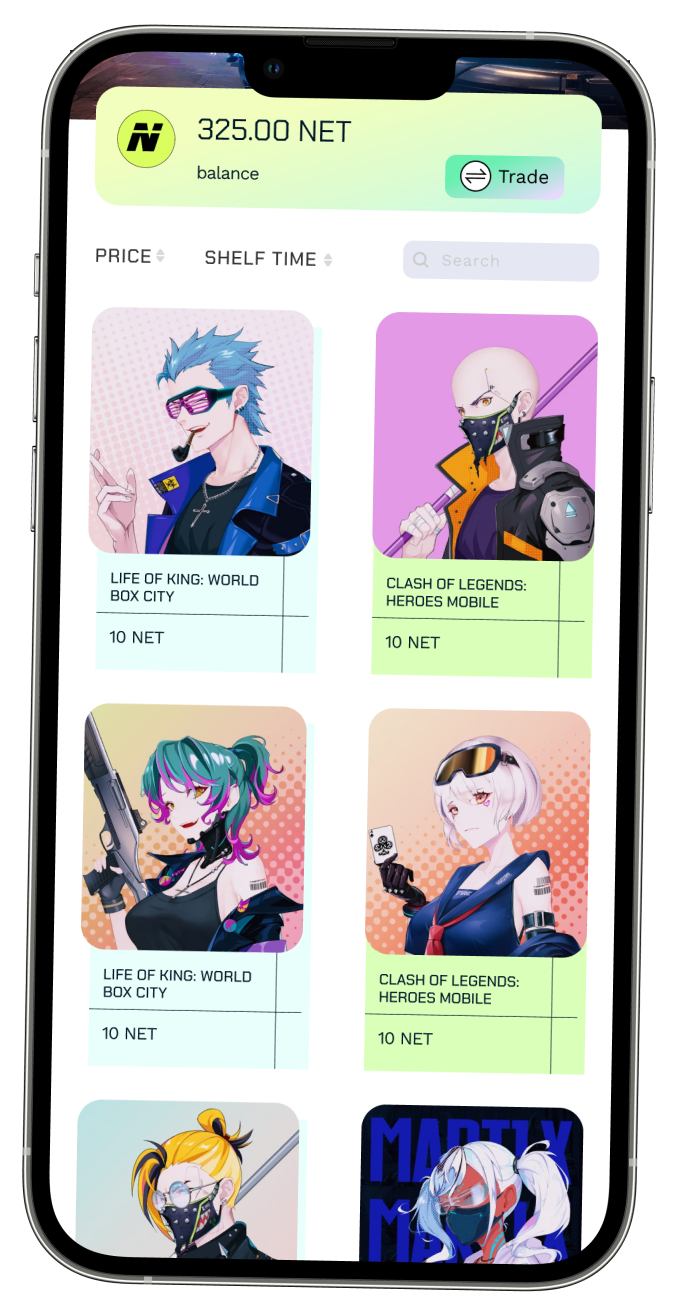 325.00 NET
balance
Trade
PRICE
SHELF TIME
Search
LIFE OF KING: WORLD
BOX CITY
10 NET
CLASH OF LEGENDS:
HEROES MOBILE
10 NET
LIFE OF KING: WORLD
BOX CITY
10 NET
CLASH OF LEGENDS:
HEROES MOBILE
10 NET